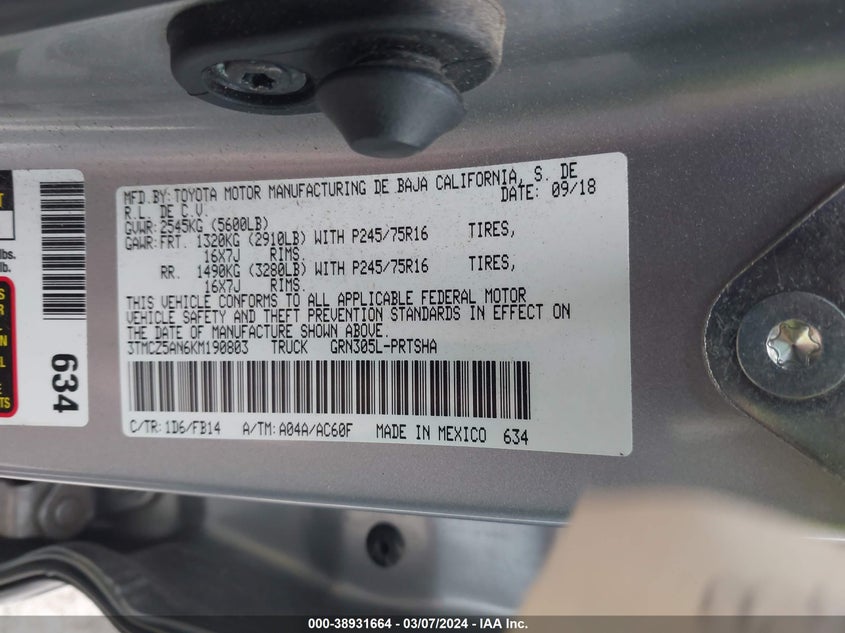 MFD.BY:TOYOTA MOTOR MANUFACTURING DE BAJA CALIFORNIA, S. DE
R.L. DE C.V. DATE: 09/18
GVWR: 2545KG (5600LB)
GAWR: FRT. 1320KG (2910LB) WITH P245/75R16 TIRES,
16X7J RIMS.
RR. 1490KG (3280LB) WITH P245/75R16 TIRES,
16X7J RIMS.
THIS VEHICLE CONFORMS TO ALL APPLICABLE FEDERAL MOTOR
VEHICLE SAFETY AND THEFT PREVENTION STANDARDS IN EFFECT ON
THE DATE OF MANUFACTURE SHOWN ABOVE.
3TMCZ5AN6KM190803 TRUCK GRN305L-PRTSHA
C/TR: 1D6/FB14 A/TM: A04A/AC60F MADE IN MEXICO 634
lbs.
lb.
634
000-38931664 - 03/07/2024 - IAA, Inc.